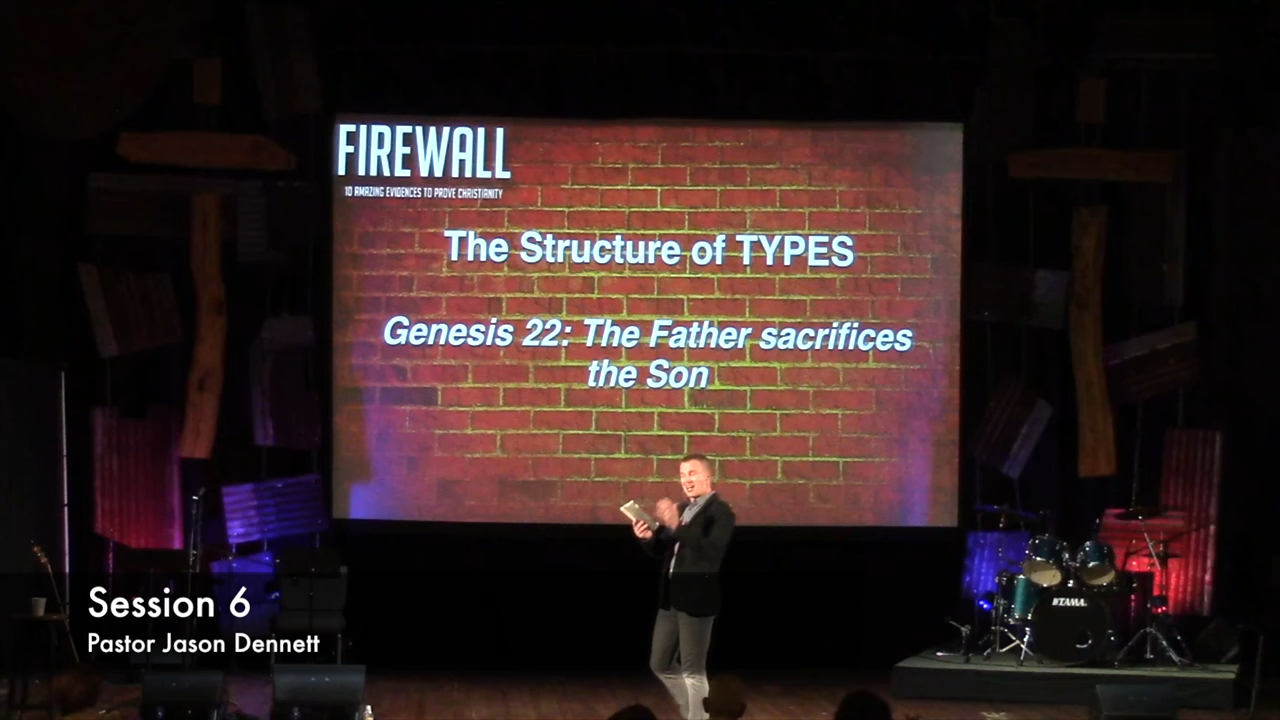 FIREWALL
10 AMAZING EVIDENCES TO PROVE CHRISTIANITY
The Structure of TYPES
Genesis 22: The Father sacrifices
the Son
Session 6
Pastor Jason Dennett
TAMA